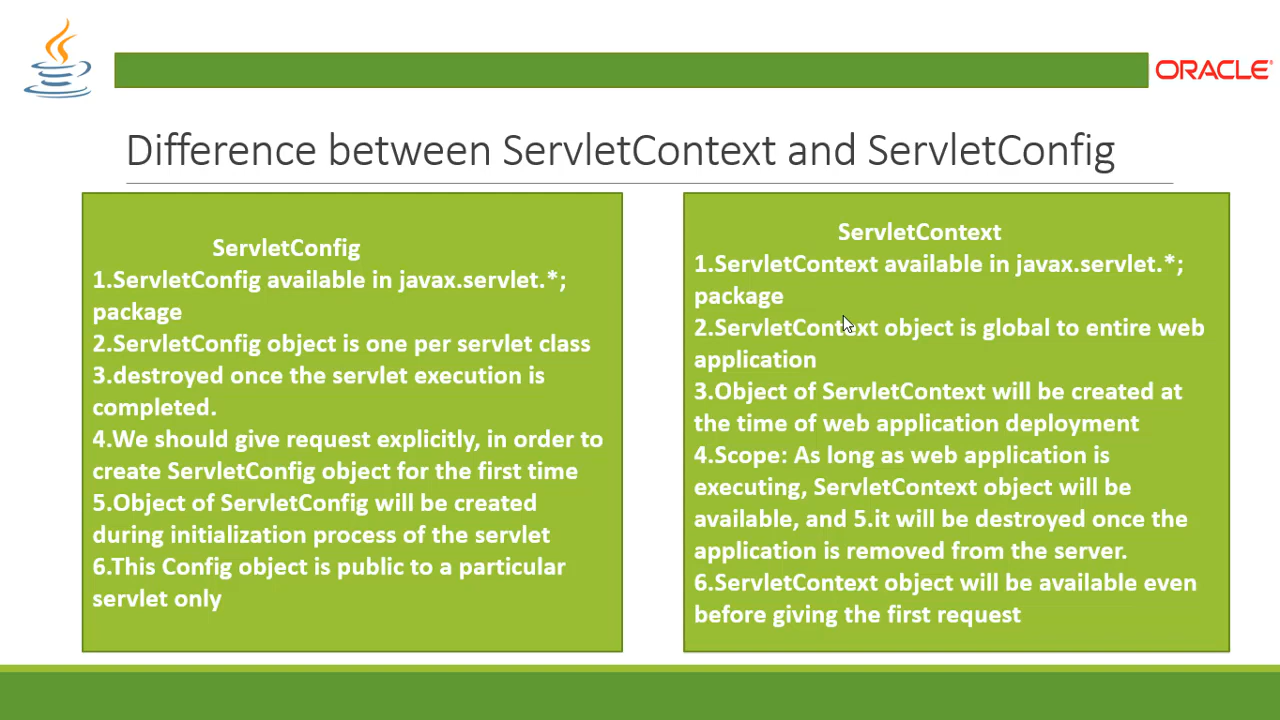 ORACLE
Difference between ServletContext and ServletConfig
ServletConfig
1.ServletConfig available in javax.servlet.*;
package
2.ServletConfig object is one per servlet class
3.destroyed once the servlet execution is
completed.
4.We should give request explicitly, in order to
create ServletConfig object for the first time
5.Object of ServletConfig will be created
during initialization process of the servlet
6.This Config object is public to a particular
servlet only
ServletContext
1.ServletContext available in javax.servlet.*;
package
2.ServletContext object is global to entire web
application
3.Object of ServletContext will be created at
the time of web application deployment
4.Scope: As long as web application is
executing, ServletContext object will be
available, and 5.it will be destroyed once the
application is removed from the server.
6.ServletContext object will be available even
before giving the first request